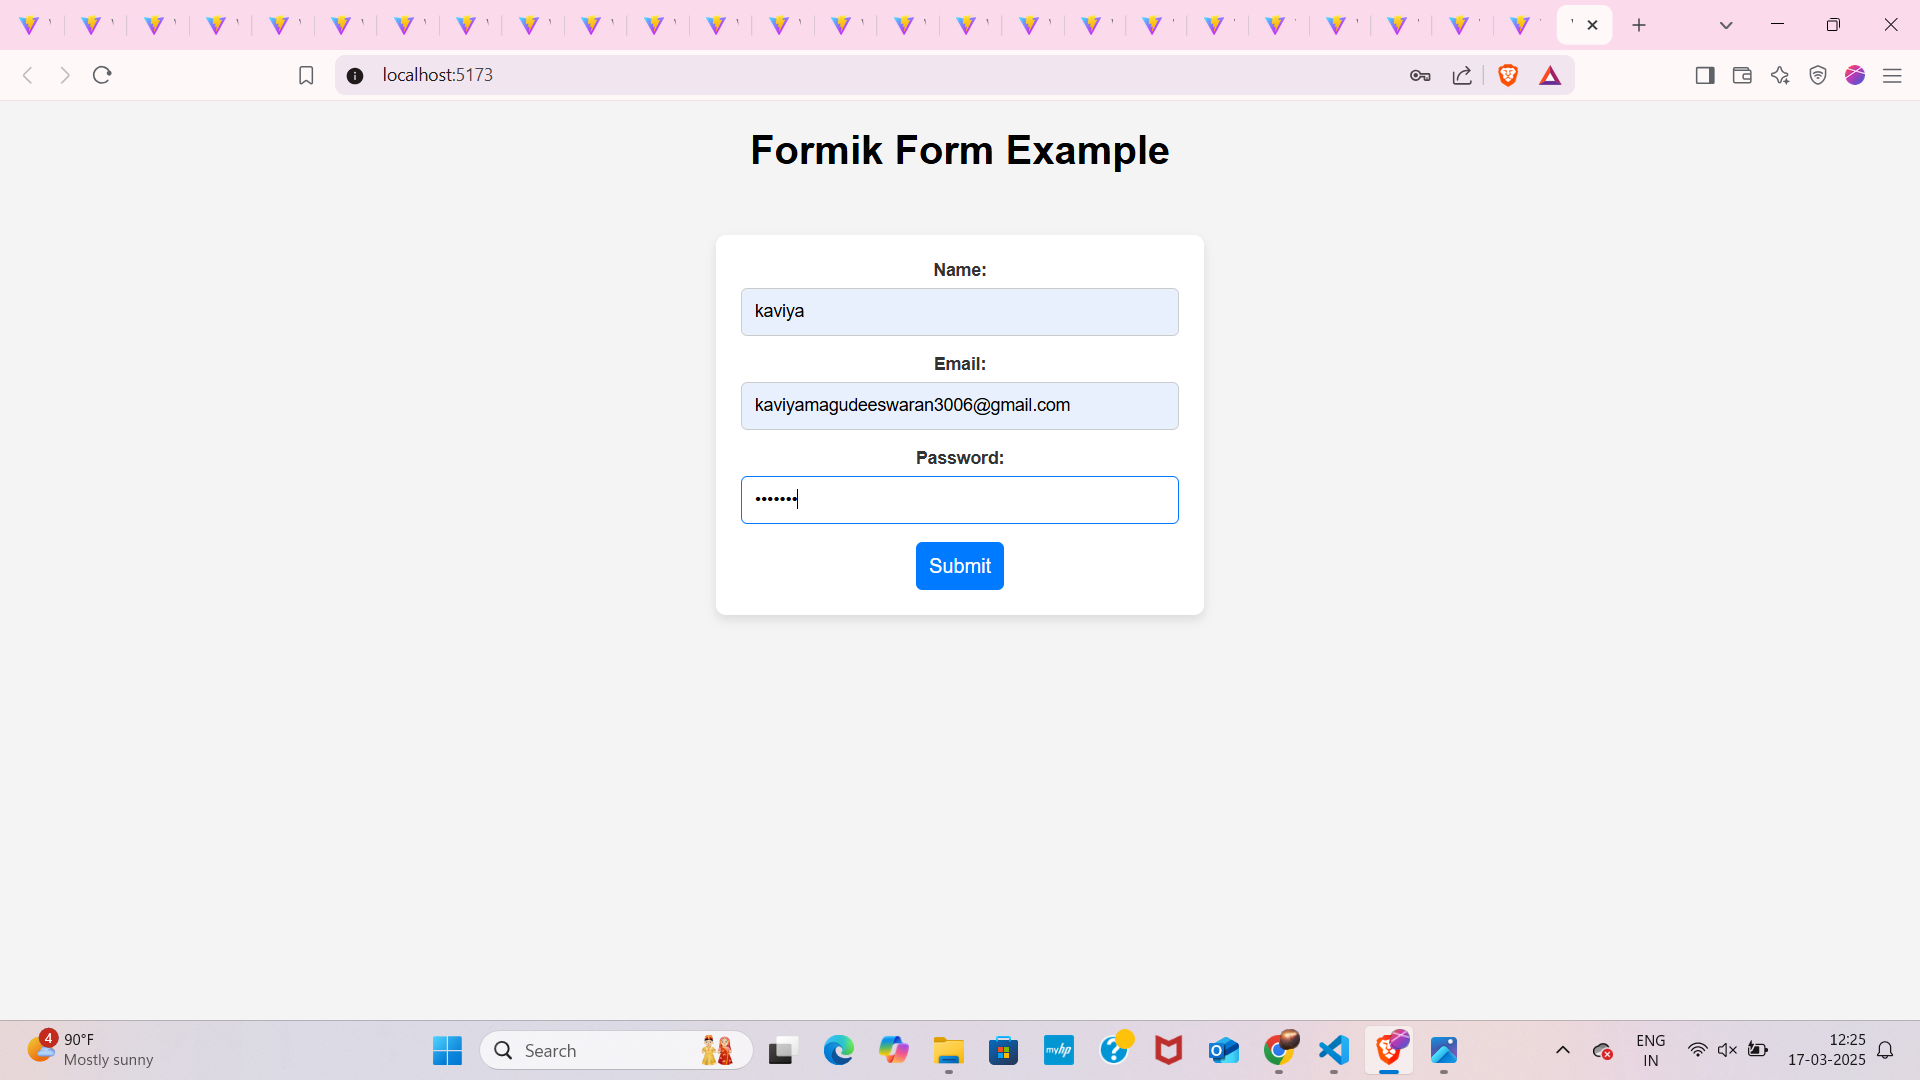 localhost:5173
Formik Form Example
Name:
kaviya
Email:
kaviyamagudeeswaran3006@gmail.com
Password:
•••••••
Submit
4
90°F
Mostly sunny
Search
myhp
ENG
IN
12:25
17-03-2025